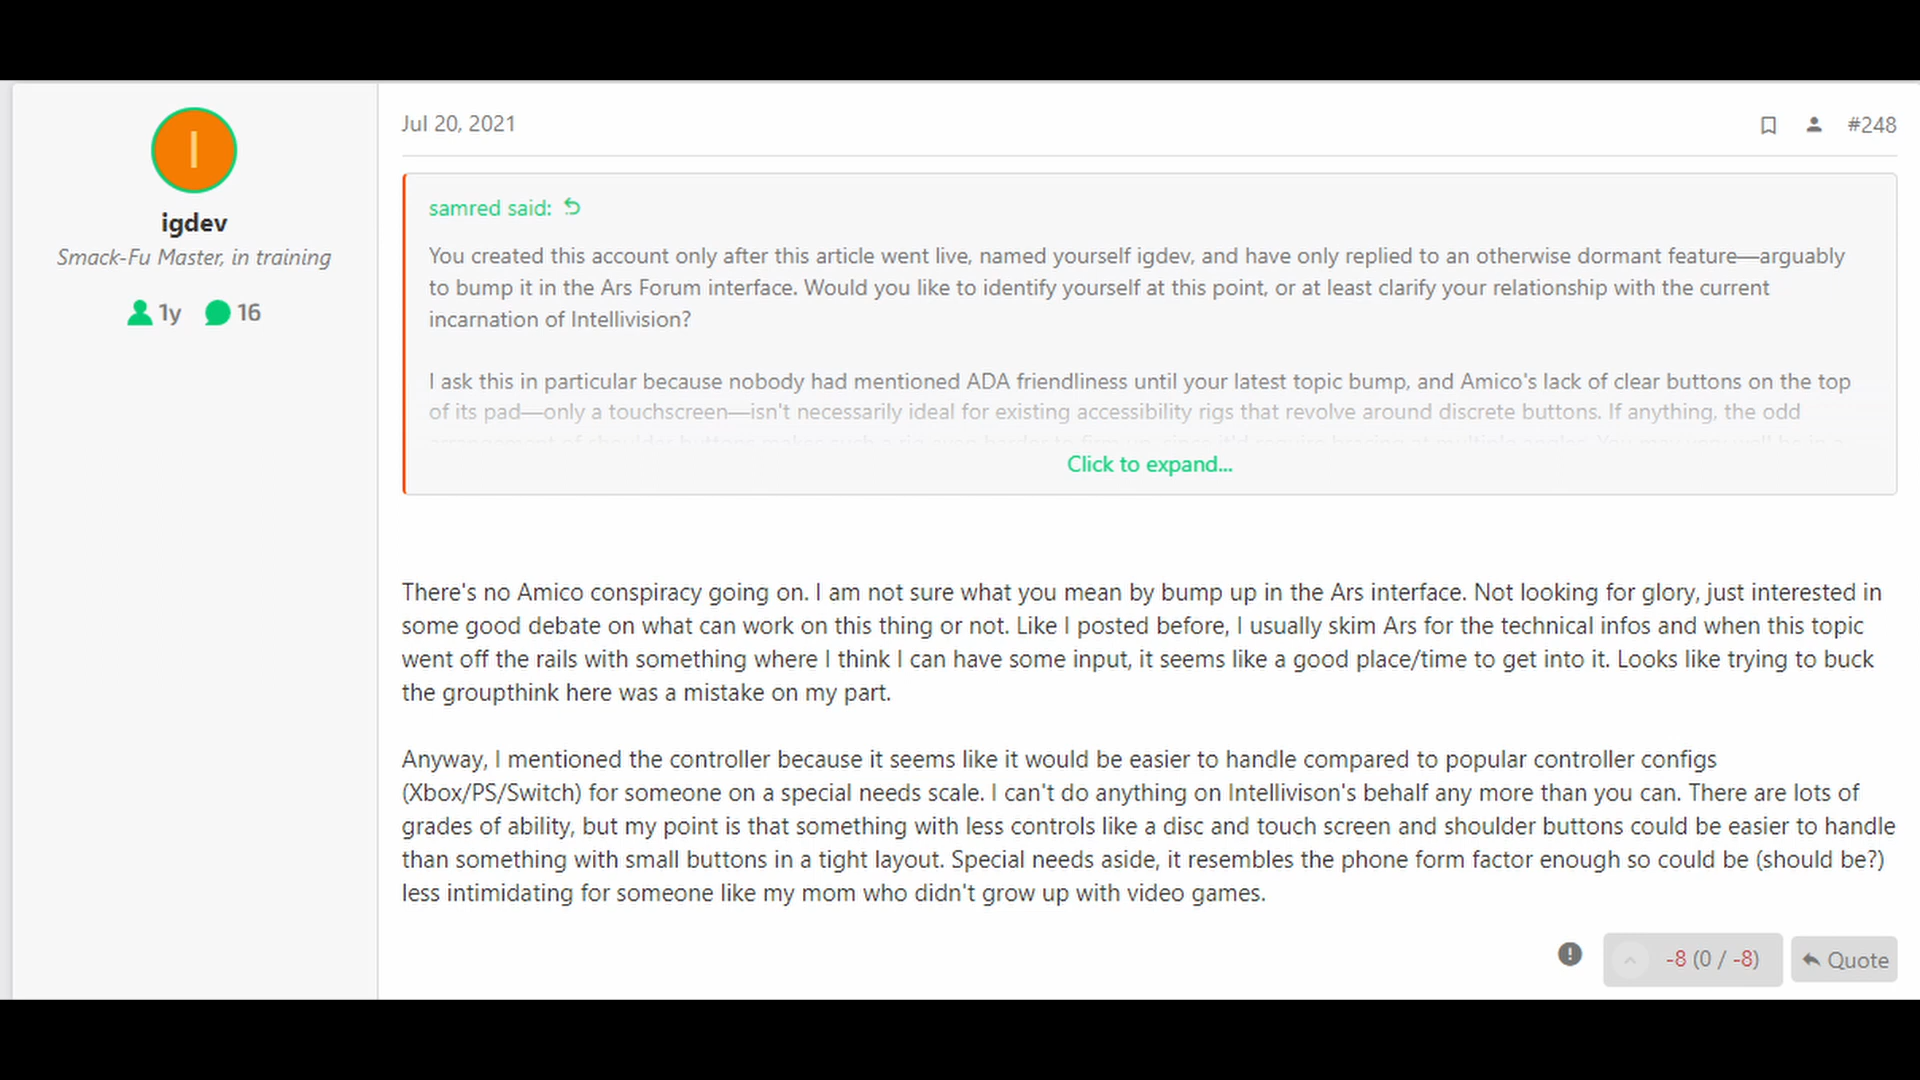 I
igdev
Smack-Fu Master, in training
1y 16
Jul 20, 2021
#248
samred said:
You created this account only after this article went live, named yourself igdev, and have only replied to an otherwise dormant feature—arguably
to bump it in the Ars Forum interface. Would you like to identify yourself at this point, or at least clarify your relationship with the current
incarnation of Intellivision?
I ask this in particular because nobody had mentioned ADA friendliness until your latest topic bump, and Amico's lack of clear buttons on the top
of its pad—only a touchscreen—isn't necessarily ideal for existing accessibility rigs that revolve around discrete buttons. If anything, the odd
Click to expand...
There's no Amico conspiracy going on. I am not sure what you mean by bump up in the Ars interface. Not looking for glory, just interested in
some good debate on what can work on this thing or not. Like I posted before, I usually skim Ars for the technical infos and when this topic
went off the rails with something where I think I can have some input, it seems like a good place/time to get into it. Looks like trying to buck
the groupthink here was a mistake on my part.
Anyway, I mentioned the controller because it seems like it would be easier to handle compared to popular controller configs
(Xbox/PS/Switch) for someone on a special needs scale. I can't do anything on Intellivison's behalf any more than you can. There are lots of
grades of ability, but my point is that something with less controls like a disc and touch screen and shoulder buttons could be easier to handle
than something with small buttons in a tight layout. Special needs aside, it resembles the phone form factor enough so could be (should be?)
less intimidating for someone like my mom who didn't grow up with video games.
-8 (0 / -8)
Quote